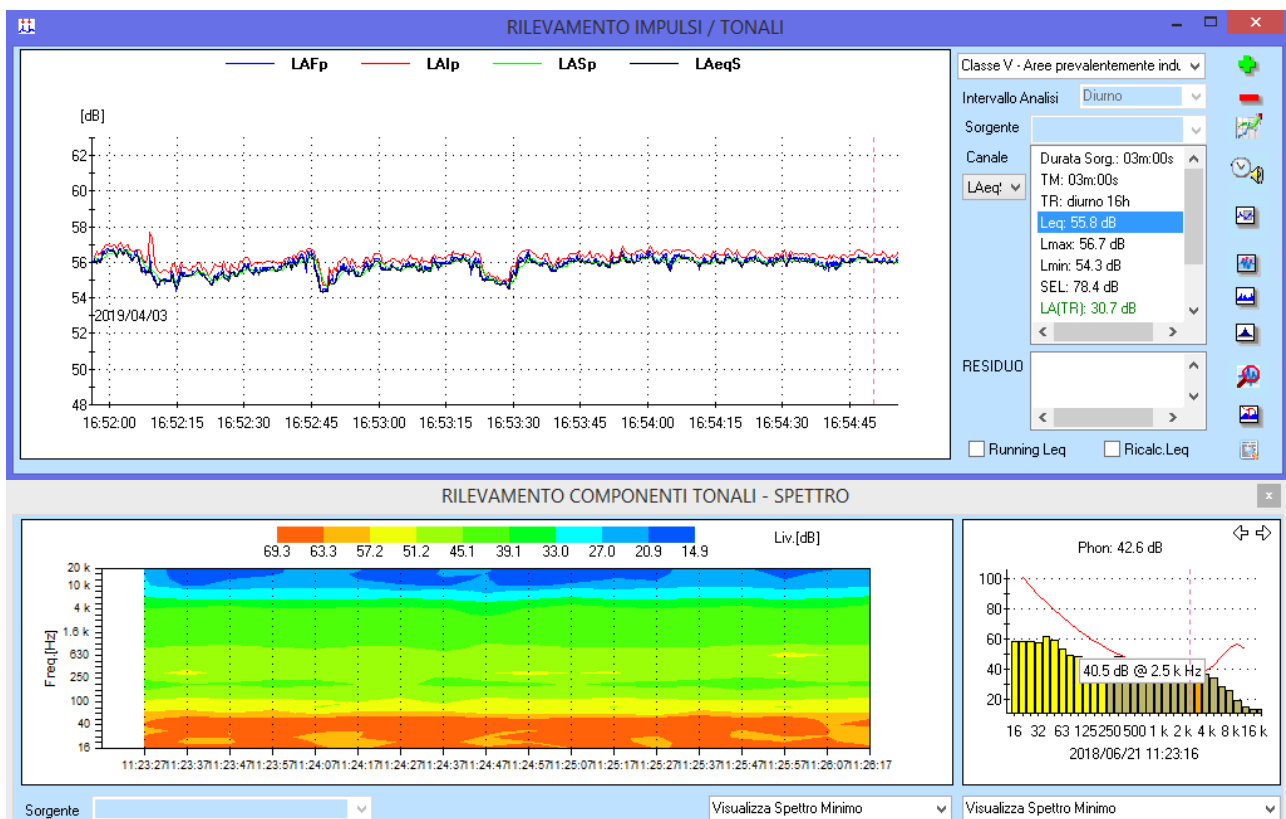 RILEVAMENTO IMPULSI / TONALI
LAFp LAIp LASp LAeqS
[dB]
62
60
58
56
54
2019/04/03
52
50
48
16:52:00 16:52:15 16:52:30 16:52:45 16:53:00 16:53:15 16:53:30 16:53:45 16:54:00 16:54:15 16:54:30 16:54:45
Classe V - Aree prevalentemente indu
Intervallo Analisi Diurno
Sorgente
Canale
LAeq
Durata Sorg.: 03m:00s
TM: 03m:00s
TR: diurno 16h
Leq: 55.8 dB
Lmax: 56.7 dB
Lmin: 54.3 dB
SEL: 78.4 dB
LA(TR): 30.7 dB
RESIDUO
Running Leq Ricalc.Leq
RILEVAMENTO COMPONENTI TONALI - SPETTRO
69.3 63.3 57.2 51.2 45.1 39.1 33.0 27.0 20.9 14.9
Liv.[dB]
Freq.[Hz]
20 k
10 k
4 k
1.6 k
630
250
100
40
16
11:23:27 11:23:37 11:23:47 11:23:57 11:24:07 11:24:17 11:24:27 11:24:37 11:24:47 11:24:57 11:25:07 11:25:17 11:25:27 11:25:37 11:25:47 11:25:57 11:26:07 11:26:17
Phon: 42.6 dB
100
80
60
40
20
40.5 dB @ 2.5 k Hz
16 32 63 125 250 500 1 k 2 k 4 k 8 k 16 k
2018/06/21 11:23:16
Sorgente
Visualizza Spettro Minimo
Visualizza Spettro Minimo